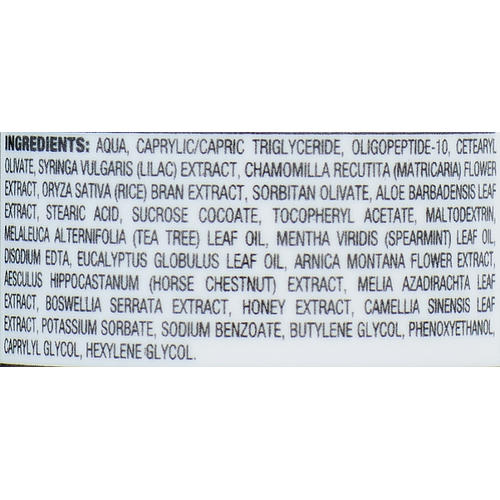 INGREDIENTS: AQUA, CAPRYLIC/CAPRIC TRIGLYCERIDE, OLIGOPEPTIDE-10, CETEARYL
OLIVATE, SYRINGA VULGARIS (LILAC) EXTRACT, CHAMOMILLA RECUTITA (MATRICARIA) FLOWER
EXTRACT, ORYZA SATIVA (RICE) BRAN EXTRACT, SORBITAN OLIVATE, ALOE BARBADENSIS LEAF
EXTRACT, STEARIC ACID, SUCROSE COCOATE, TOCOPHERYL ACETATE, MALTODEXTRIN,
MELALEUCA ALTERNIFOLIA (TEA TREE) LEAF OIL, MENTHA VIRIDIS (SPEARMINT) LEAF OIL,
DISODIUM EDTA, EUCALYPTUS GLOBULUS LEAF OIL, ARNICA MONTANA FLOWER EXTRACT,
AESCULUS HIPPOCASTANUM (HORSE CHESTNUT) EXTRACT, MELIA AZADIRACHTA LEAF
EXTRACT, BOSWELLIA SERRATA EXTRACT, HONEY EXTRACT, CAMELLIA SINENSIS LEAF
EXTRACT, POTASSIUM SORBATE, SODIUM BENZOATE, BUTYLENE GLYCOL, PHENOXYETHANOL,
CAPRYLYL GLYCOL, HEXYLENE GLYCOL.